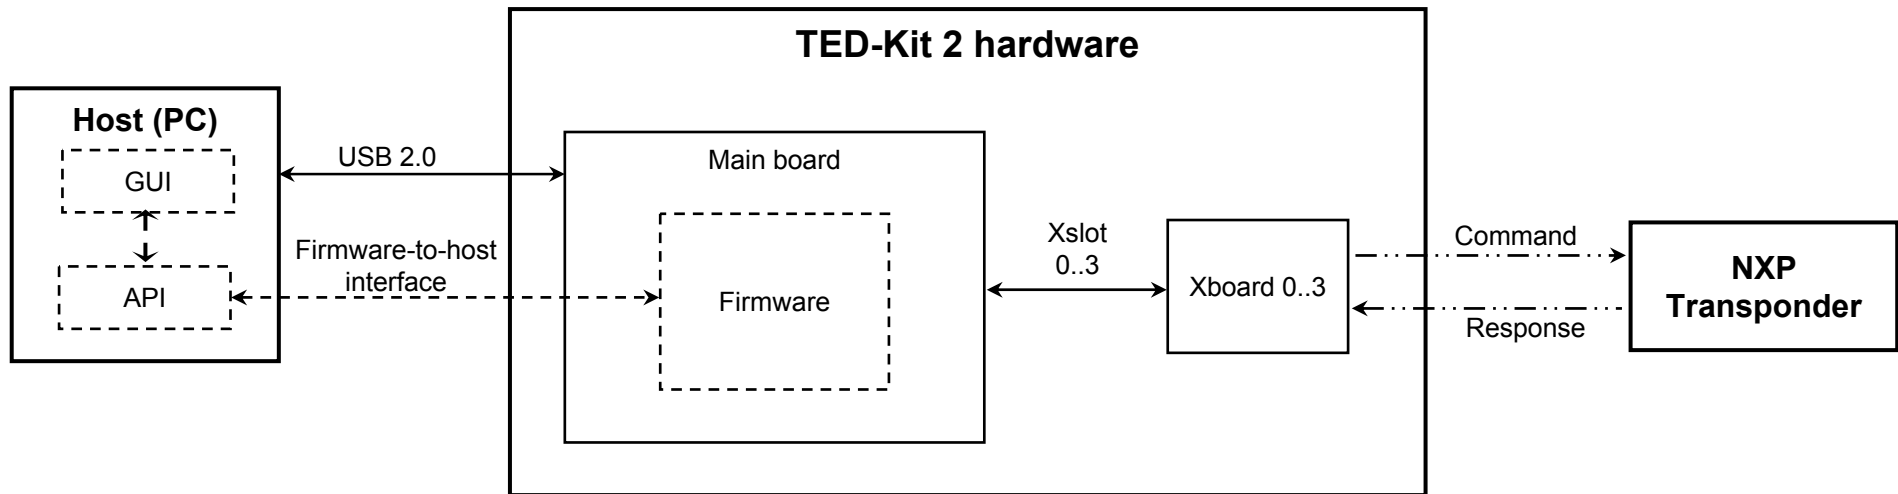 TED-Kit 2 hardware
Host (PC)
GUI
API
USB 2.0
Firmware-to-host
interface
Main board
Firmware
Xslot
0..3
Xboard 0..3
Command
Response
NXP
Transponder